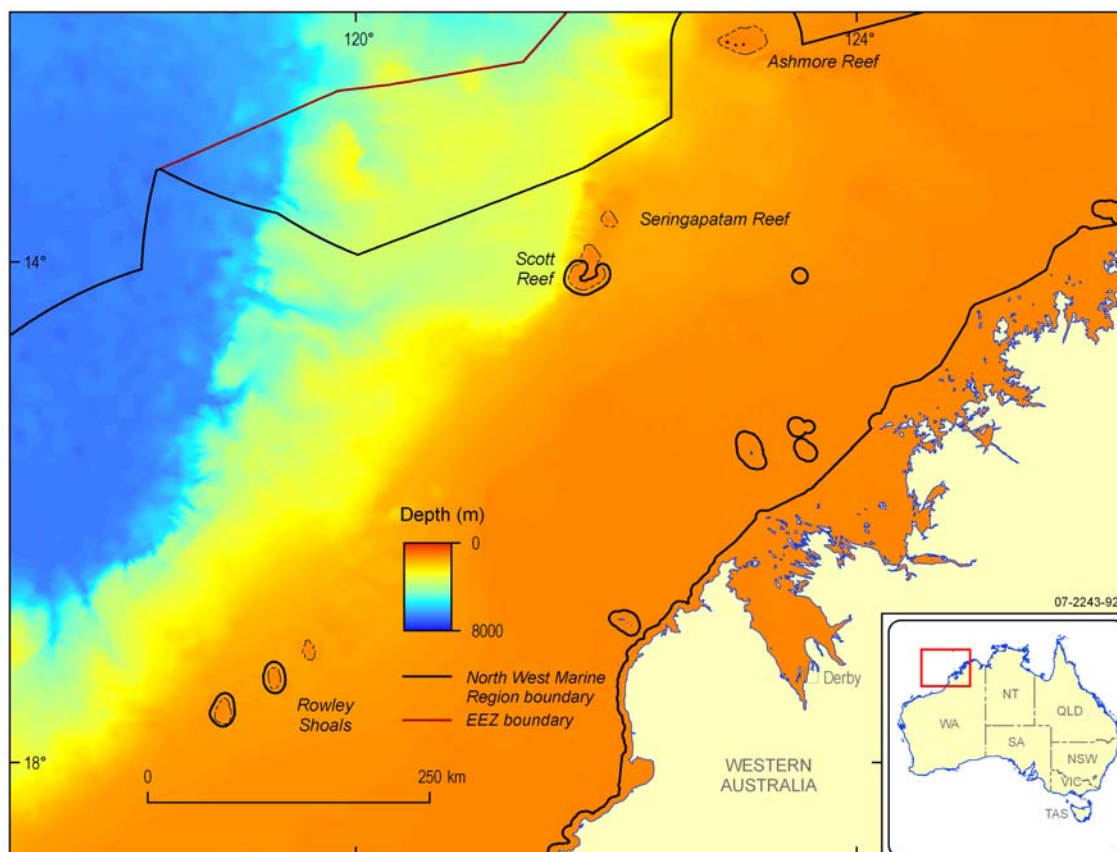 120°
124°
Ashmore Reef
Seringapatam Reef
14°
Scott
Reef
Depth (m)
0
8000
07-2243-92
North West Marine
Region boundary
EEZ boundary
Rowley
Shoals
Derby
18°
0
250 km
WESTERN
AUSTRALIA
NT
QLD
WA
SA
NSW
VIC
TAS